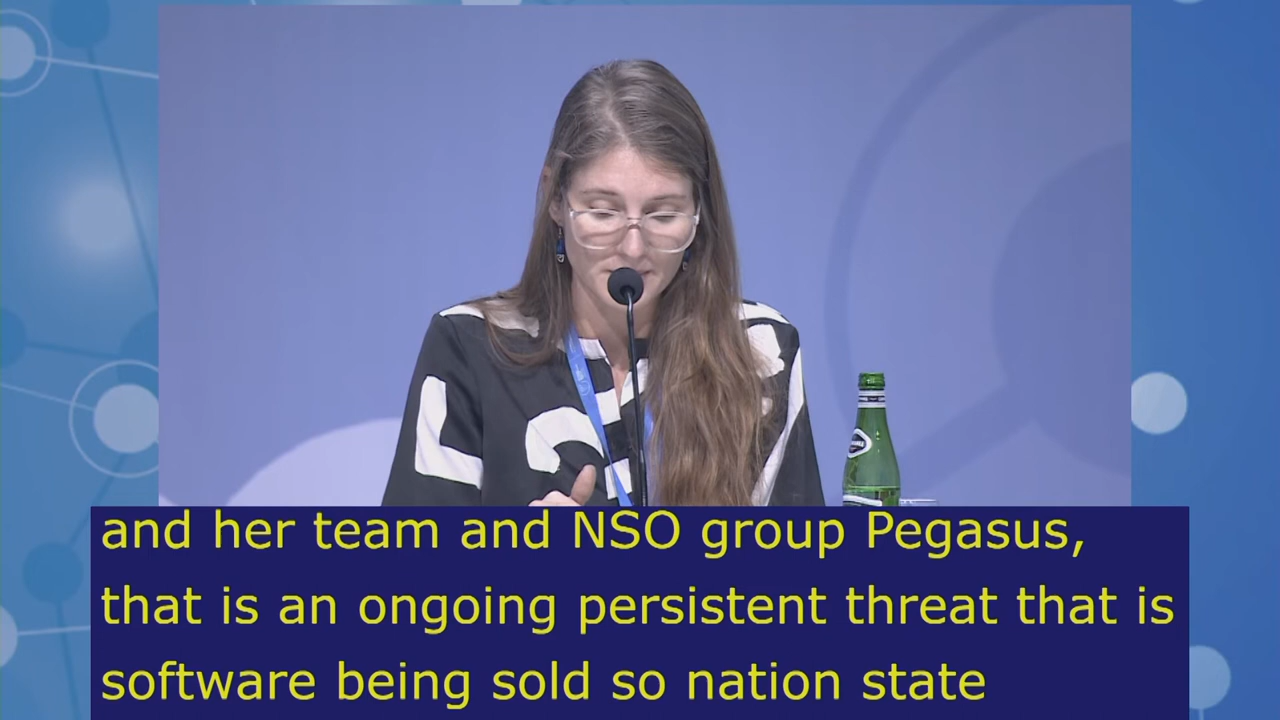 and her team and NSO group Pegasus,
that is an ongoing persistent threat that is
software being sold so nation state